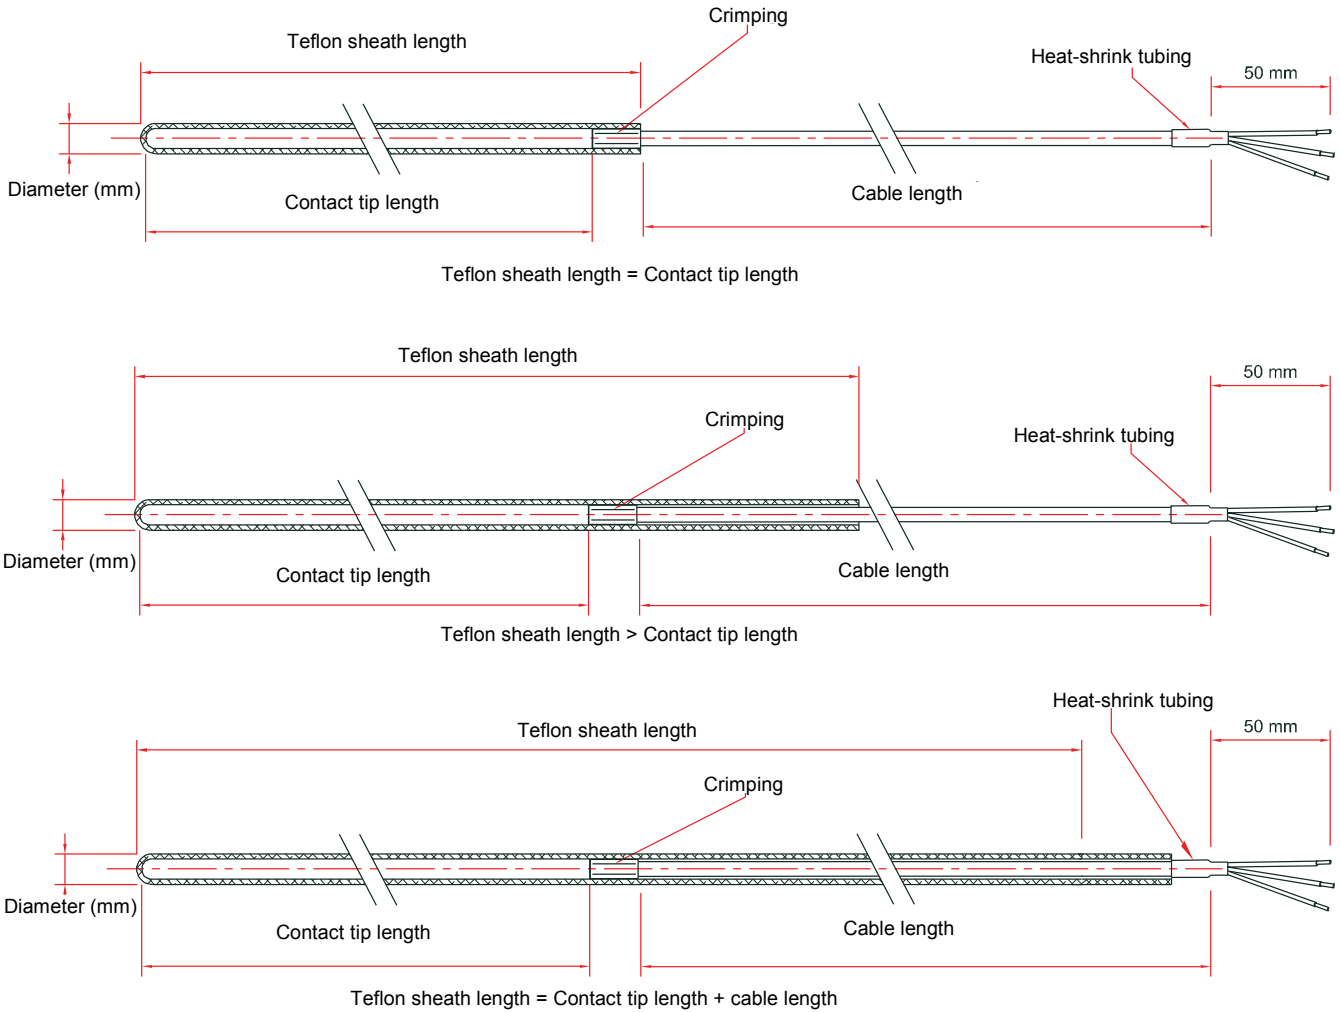 Crimping
Teflon sheath length
Heat-shrink tubing
50 mm
Diameter (mm)
Contact tip length
Cable length
Teflon sheath length = Contact tip length
Teflon sheath length
50 mm
Crimping
Heat-shrink tubing
Diameter (mm)
Contact tip length
Cable length
Teflon sheath length > Contact tip length
Heat-shrink tubing
Teflon sheath length
50 mm
Crimping
Diameter (mm)
Contact tip length
Cable length
Teflon sheath length = Contact tip length + cable length